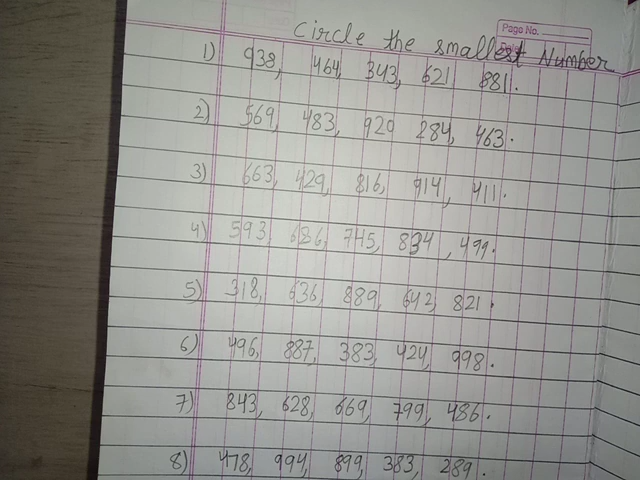 Page No.
Circle the smallest Number
1) 938, 464, 343, 621 881.
2) 569, 483, 929 284, 463.
3) 663, 429, 816, 914, 411.
4) 593, 686, 745, 834, 499.
5) 318, 636, 889, 642, 821.
6) 496, 887, 383, 424, 998.
7) 843, 628, 669, 799, 486.
8) 478, 994, 899, 383, 289.